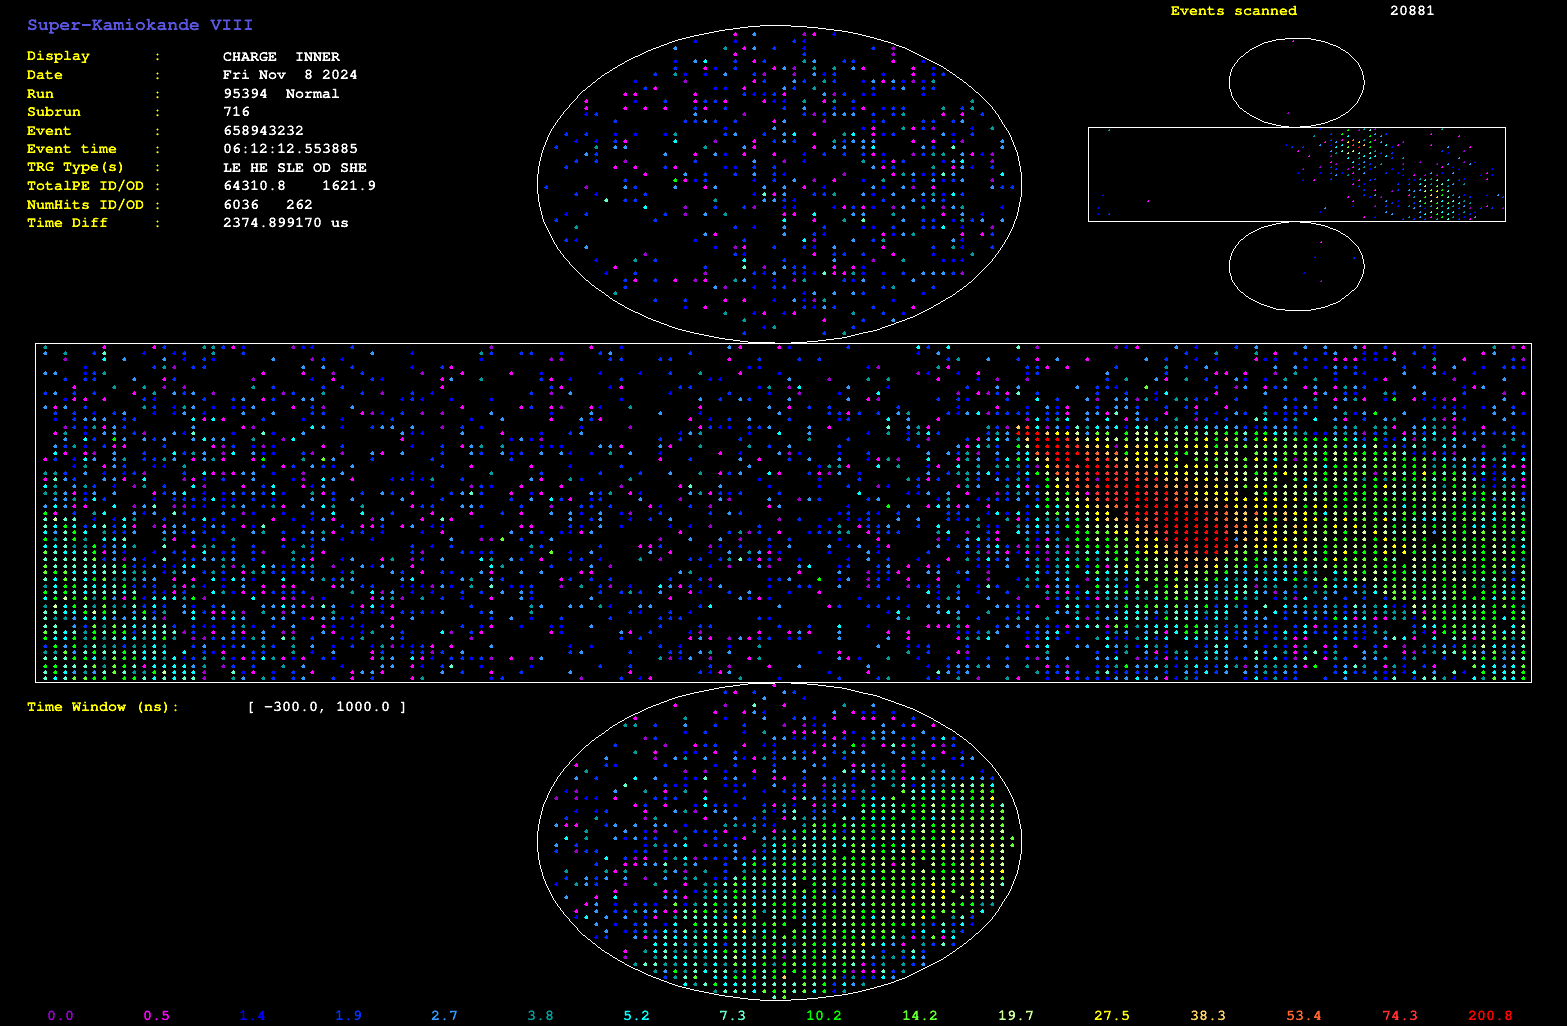 Super-Kamiokande VIII
Display : CHARGE INNER
Date : Fri Nov 8 2024
Run : 95394 Normal
Subrun : 716
Event : 658943232
Event time : 06:12:12.553885
TRG Type(s) : LE HE SLE OD SHE
TotalPE ID/OD : 64310.8 1621.9
NumHits ID/OD : 6036 262
Time Diff : 2374.899170 us
Events scanned 20881
Time Window (ns): [ −300.0, 1000.0 ]
0.0 0.5 1.4 1.9 2.7 3.8 5.2 7.3 10.2 14.2 19.7 27.5 38.3 53.4 74.3 200.8